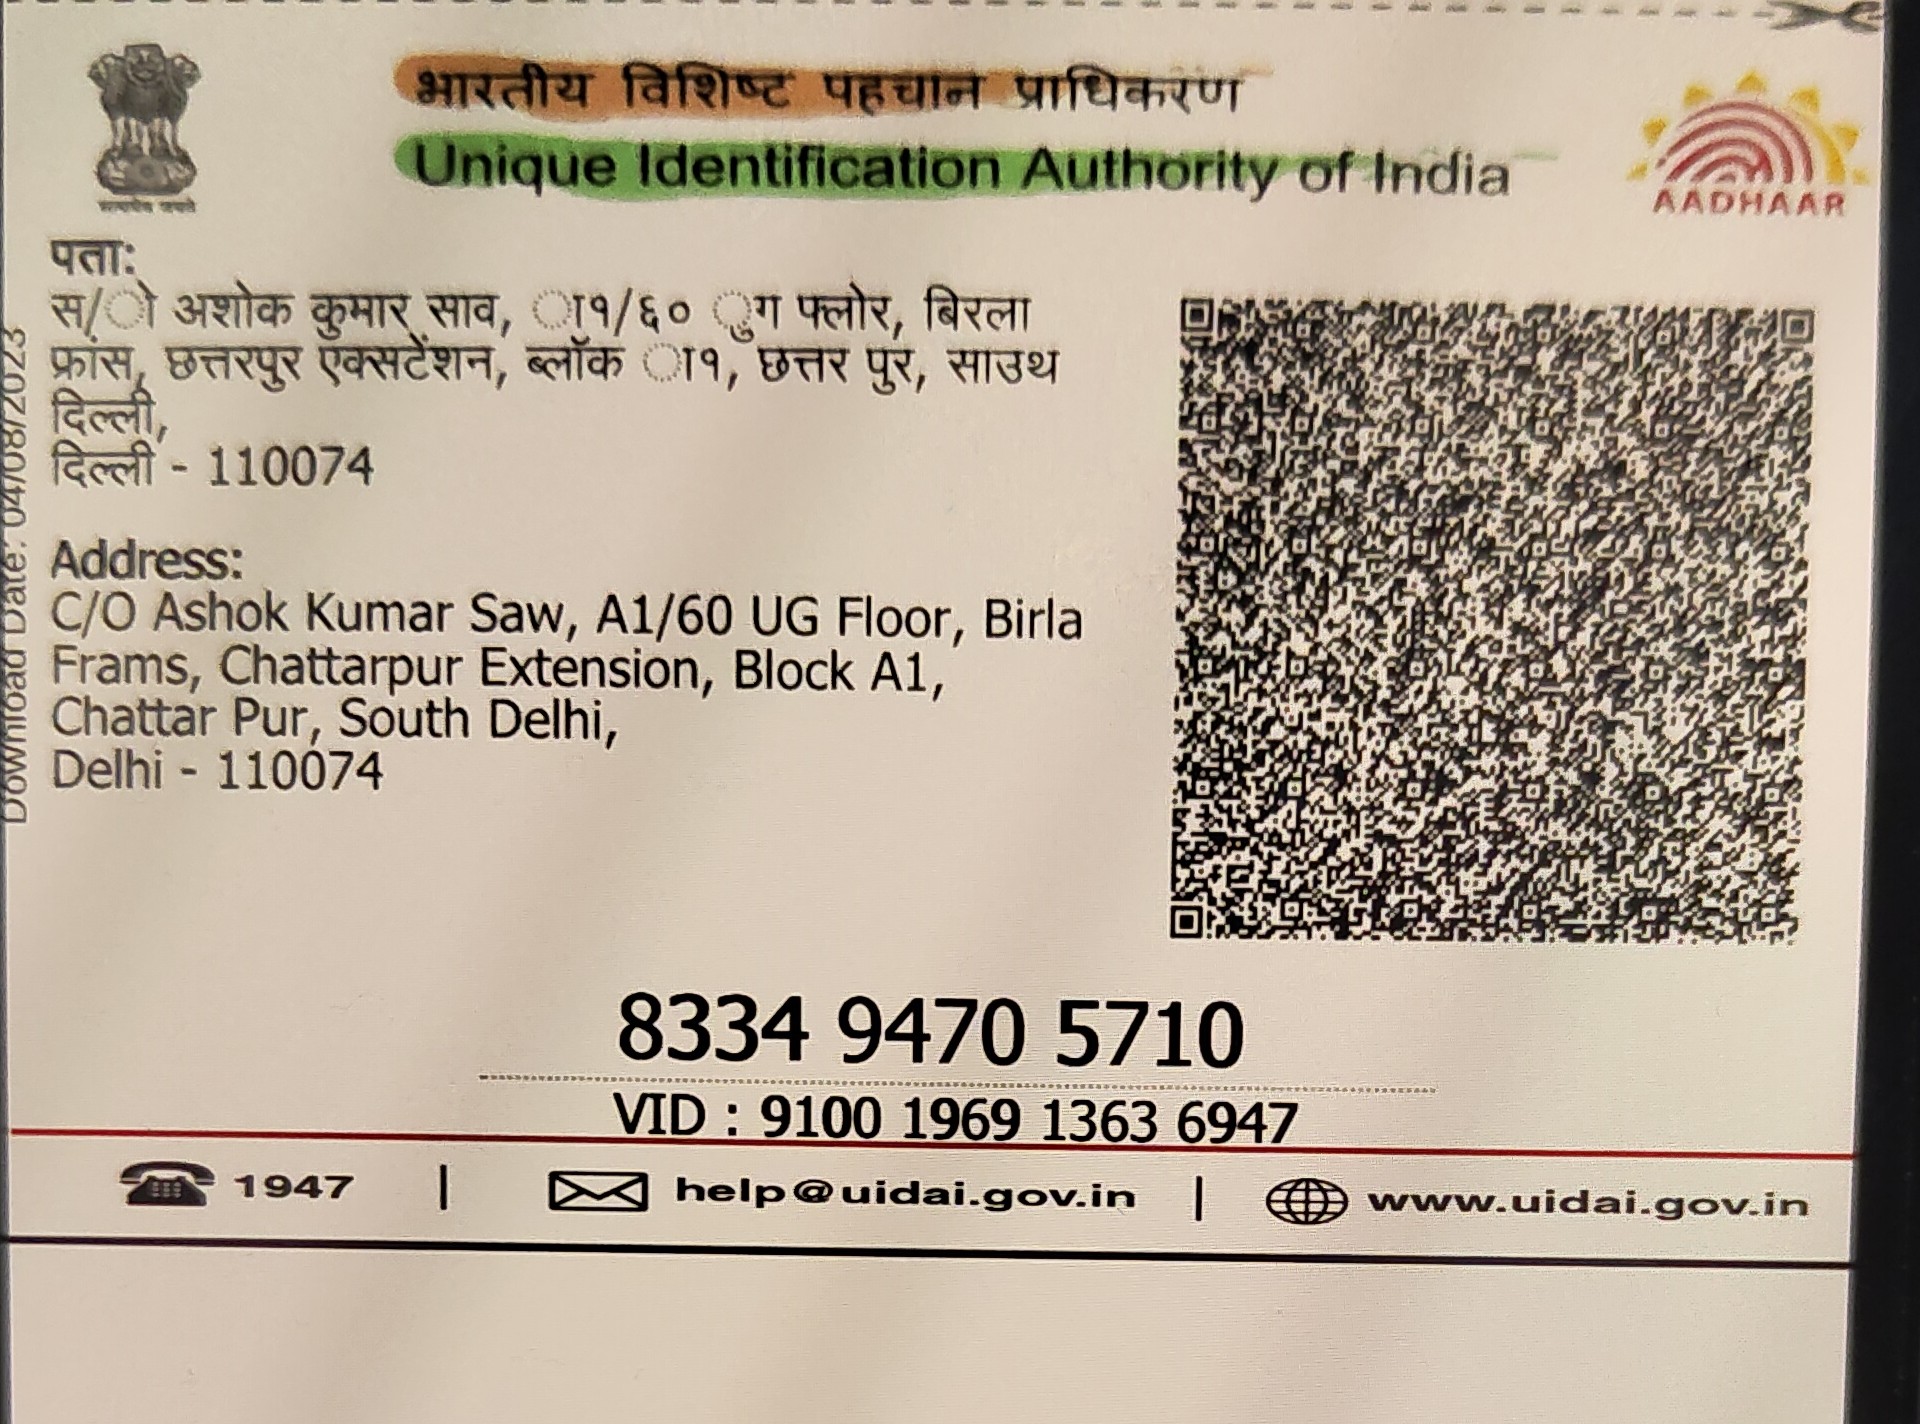 भारतीय विशिष्ट पहचान प्राधिकरण
Unique Identification Authority of India
सत्यमेव जयते
AADHAAR
पता:
स/ो अशोक कुमार साव, ा१/६० ुग फ्लोर, बिरला
फ्रांस, छत्तरपुर एक्सटेंशन, ब्लॉक ा१, छत्तर पुर, साउथ
दिल्ली,
दिल्ली - 110074
Address:
C/O Ashok Kumar Saw, A1/60 UG Floor, Birla
Frams, Chattarpur Extension, Block A1,
Chattar Pur, South Delhi,
Delhi - 110074
Download Date: 04/08/2023
8334 9470 5710
VID : 9100 1969 1363 6947
1947 | help@uidai.gov.in | www.uidai.gov.in